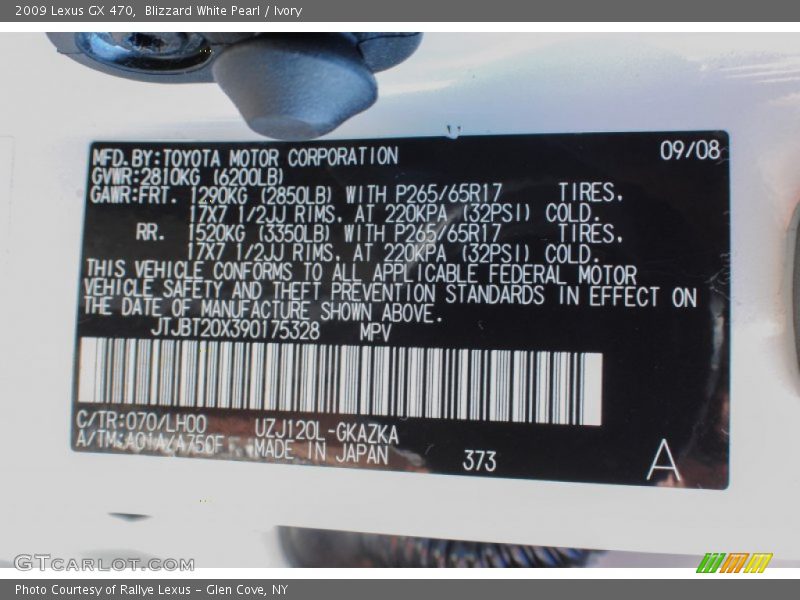 2009 Lexus GX 470, Blizzard White Pearl / Ivory
MFD. BY: TOYOTA MOTOR CORPORATION 09/08
GVWR: 2810KG (6200LB)
GAWR: FRT. 1290KG (2850LB) WITH P265/65R17 TIRES,
17X7 1/2JJ RIMS, AT 220KPA (32PSI) COLD.
RR. 1520KG (3350LB) WITH P265/65R17 TIRES,
17X7 1/2JJ RIMS, AT 220KPA (32PSI) COLD.
THIS VEHICLE CONFORMS TO ALL APPLICABLE FEDERAL MOTOR
VEHICLE SAFETY AND THEFT PREVENTION STANDARDS IN EFFECT ON
THE DATE OF MANUFACTURE SHOWN ABOVE.
JTJBT20X390175328 MPV
C/TR: 070/LH00 UZJ120L-GKAZKA
A/TM: A01A/A750F MADE IN JAPAN 373 A
GTcarlot.com
Photo Courtesy of Rallye Lexus - Glen Cove, NY